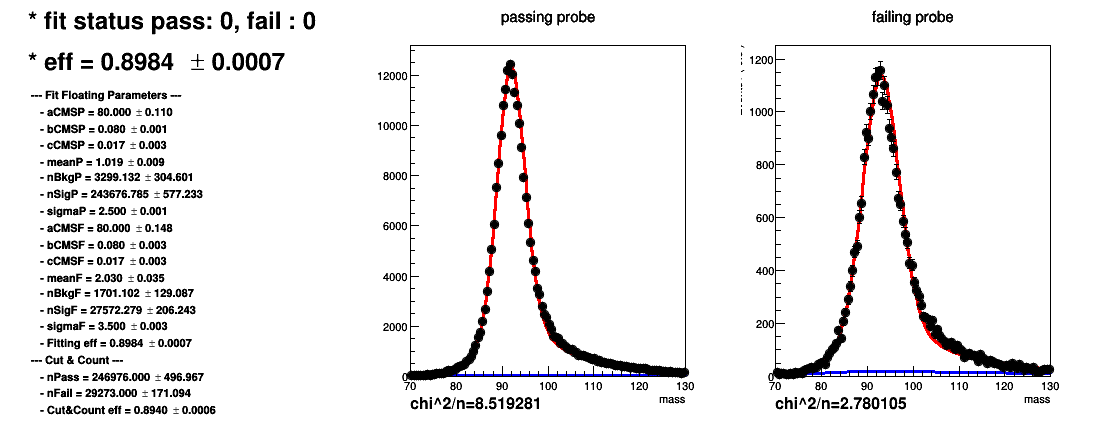 * fit status pass: 0, fail : 0
* eff = 0.8984 ± 0.0007
--- Fit Floating Parameters ---
- aCMSP = 80.000 ± 0.110
- bCMSP = 0.080 ± 0.001
- cCMSP = 0.017 ± 0.003
- meanP = 1.019 ± 0.009
- nBkgP = 3299.132 ± 304.601
- nSigP = 243676.785 ± 577.233
- sigmaP = 2.500 ± 0.001
- aCMSF = 80.000 ± 0.148
- bCMSF = 0.080 ± 0.003
- cCMSF = 0.017 ± 0.003
- meanF = 2.030 ± 0.035
- nBkgF = 1701.102 ± 129.087
- nSigF = 27572.279 ± 206.243
- sigmaF = 3.500 ± 0.003
- Fitting eff = 0.8984 ± 0.0007
--- Cut & Count ---
- nPass = 246976.000 ± 496.967
- nFail = 29273.000 ± 171.094
- Cut&Count eff = 0.8940 ± 0.0006
passing probe
12000
10000
8000
6000
4000
2000
0
70 80 90 100 110 120 130
mass
chi^2/n=8.519281
failing probe
1200
1000
800
600
400
200
0
70 80 90 100 110 120 130
mass
chi^2/n=2.780105